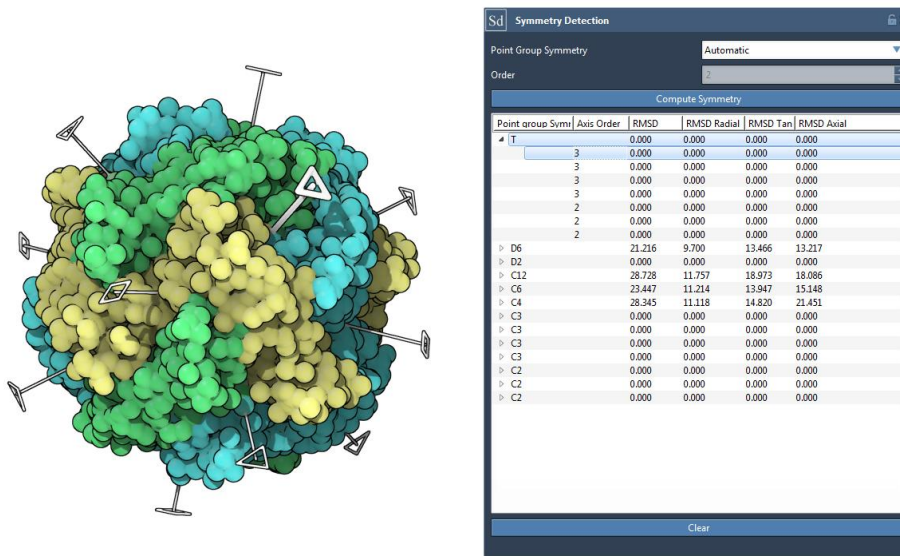 Sd Symmetry Detection
Point Group Symmetry Automatic
Order 2
Compute Symmetry
Point group Symr Axis Order RMSD RMSD Radial RMSD Tan RMSD Axial
T 0.000 0.000 0.000 0.000
3 0.000 0.000 0.000 0.000
3 0.000 0.000 0.000 0.000
3 0.000 0.000 0.000 0.000
3 0.000 0.000 0.000 0.000
2 0.000 0.000 0.000 0.000
2 0.000 0.000 0.000 0.000
2 0.000 0.000 0.000 0.000
D6 21.216 9.700 13.466 13.217
D2 0.000 0.000 0.000 0.000
C12 28.728 11.757 18.973 18.086
C6 23.447 11.214 13.947 15.148
C4 28.345 11.118 14.820 21.451
C3 0.000 0.000 0.000 0.000
C3 0.000 0.000 0.000 0.000
C3 0.000 0.000 0.000 0.000
C3 0.000 0.000 0.000 0.000
C2 0.000 0.000 0.000 0.000
C2 0.000 0.000 0.000 0.000
C2 0.000 0.000 0.000 0.000
Clear